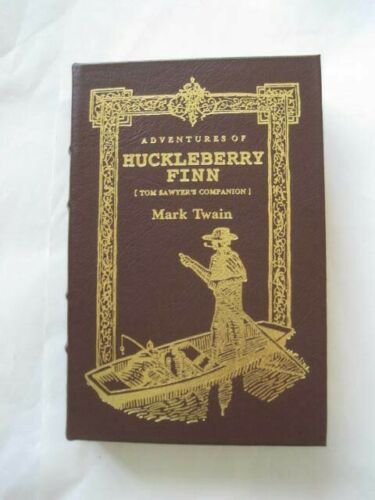 ADVENTURES OF
HUCKLEBERRY
FINN
[ TOM SAWYER'S COMPANION ]
Mark Twain